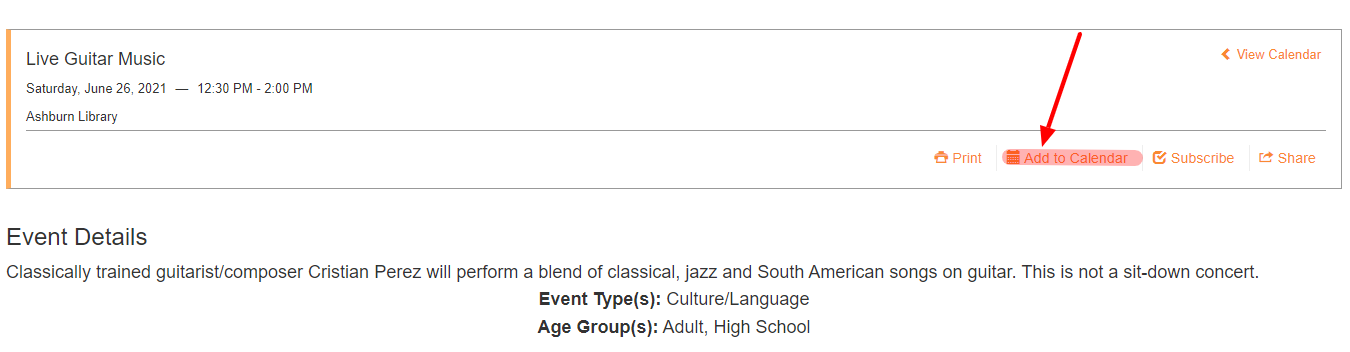 Live Guitar Music
View Calendar
Saturday, June 26, 2021 — 12:30 PM - 2:00 PM
Ashburn Library
Print Add to Calendar Subscribe Share
Event Details
Classically trained guitarist/composer Cristian Perez will perform a blend of classical, jazz and South American songs on guitar. This is not a sit-down concert.
Event Type(s): Culture/Language
Age Group(s): Adult, High School